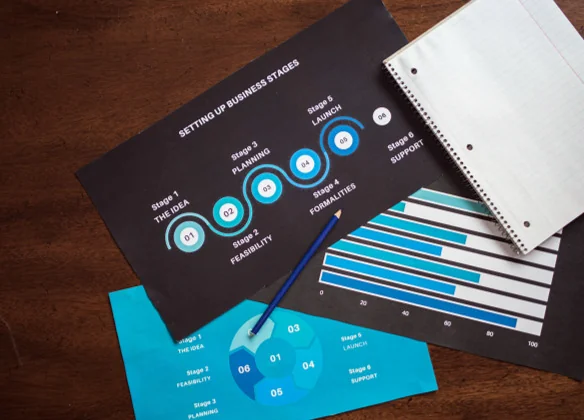 SETTING UP BUSINESS STAGES
Stage 1
THE IDEA
01
02
Stage 2
FEASIBILITY
Stage 3
PLANNING
03
04
Stage 4
FORMALITIES
Stage 5
LAUNCH
05
06
Stage 6
SUPPORT
0
20
40
60
80
100
Stage 1
THE IDEA
Stage 2
FEASIBILITY
Stage 3
PLANNING
03
01
04
05
06
Stage 5
LAUNCH
Stage 6
SUPPORT